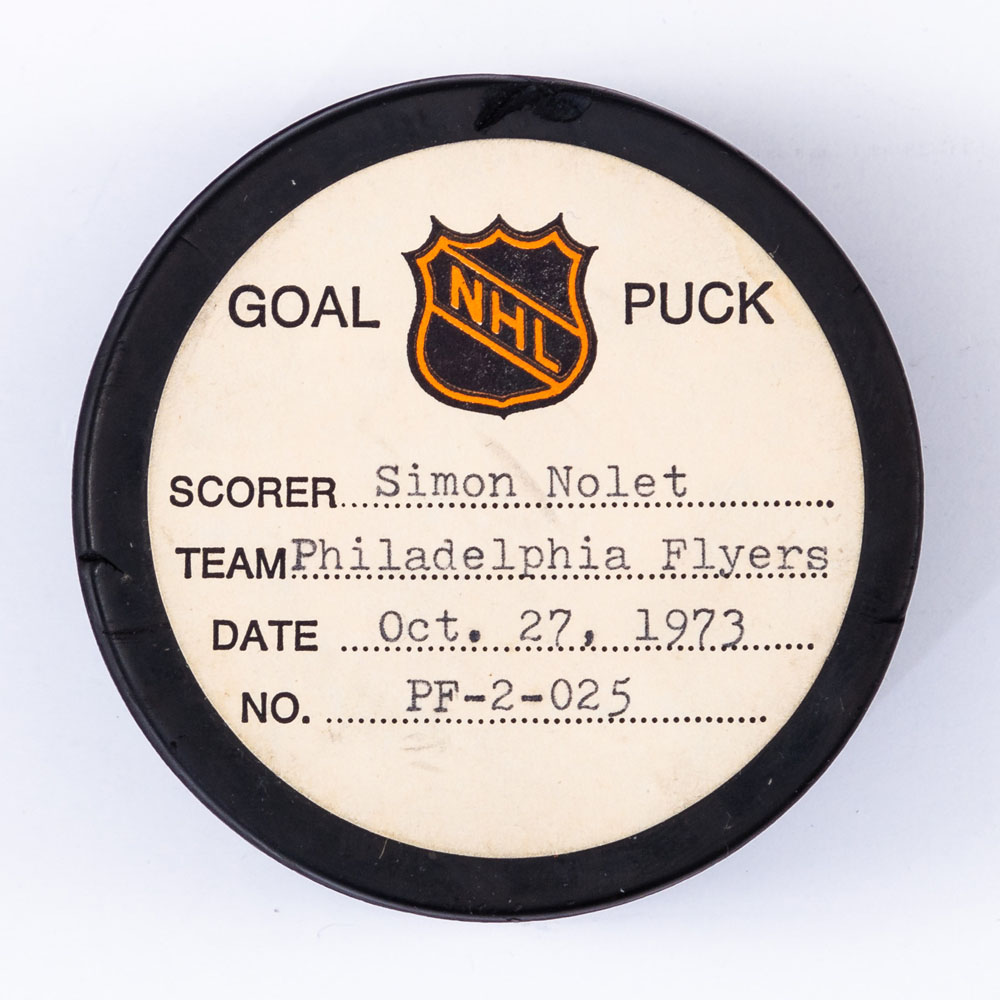 GOAL NHL PUCK
SCORER Simon Nolet
TEAM Philadelphia Flyers
DATE Oct. 27, 1973
NO. PF-2-025